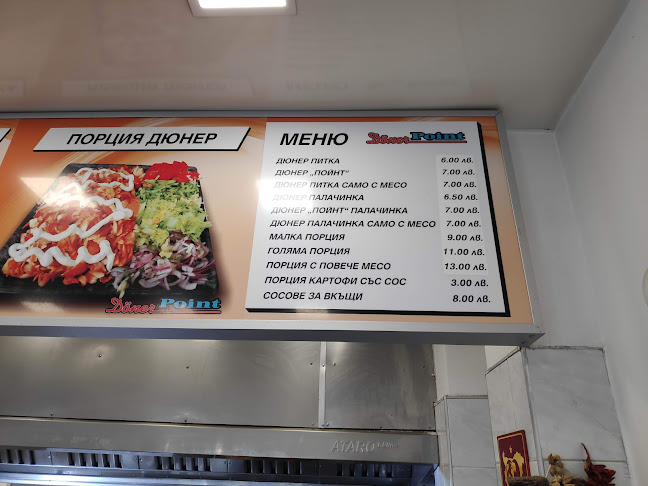 ПОРЦИЯ ДЮНЕР
Döner Point
МЕНЮ Döner Point
ДЮНЕР ПИТКА 6.00 лв.
ДЮНЕР „ПОЙНТ" 7.00 лв.
ДЮНЕР ПИТКА САМО С МЕСО 7.00 лв.
ДЮНЕР ПАЛАЧИНКА 6.50 лв.
ДЮНЕР „ПОЙНТ" ПАЛАЧИНКА 7.00 лв.
ДЮНЕР ПАЛАЧИНКА САМО С МЕСО 7.00 лв.
МАЛКА ПОРЦИЯ 9.00 лв.
ГОЛЯМА ПОРЦИЯ 11.00 лв.
ПОРЦИЯ С ПОВЕЧЕ МЕСО 13.00 лв.
ПОРЦИЯ КАРТОФИ СЪС СОС 3.00 лв.
СОСОВЕ ЗА ВКЪЩИ 8.00 лв.
ATARO